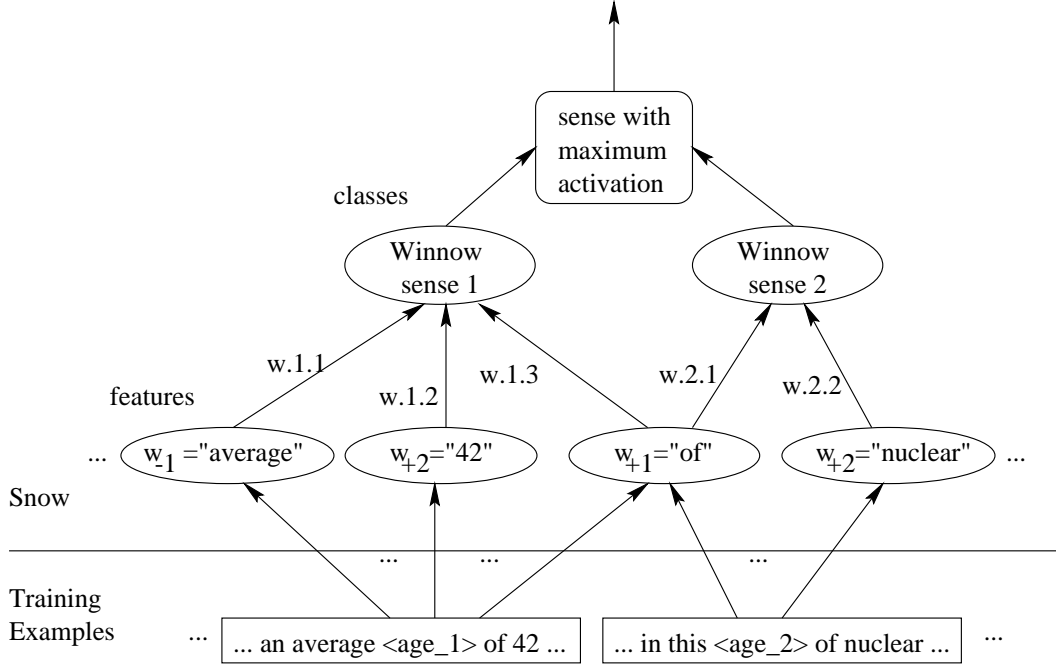 sense with
maximum
activation
classes
Winnow
sense 1
Winnow
sense 2
w.1.1
w.1.2
w.1.3
w.2.1
w.2.2
features
... w-1 ="average" w+2="42" w+1="of" w+2="nuclear" ...
Snow
... ... ...
Training
Examples
... ... an average <age_1> of 42 ... ... in this <age_2> of nuclear ... ...